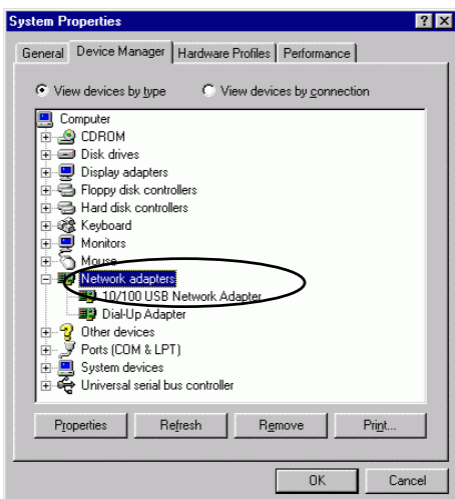 System Properties
General Device Manager Hardware Profiles Performance
View devices by type View devices by connection
Computer
CDROM
Disk drives
Display adapters
Floppy disk controllers
Hard disk controllers
Keyboard
Monitors
Mouse
Network adapters
10/100 USB Network Adapter
Dial-Up Adapter
Other devices
Ports (COM & LPT)
System devices
Universal serial bus controller
Properties Refresh Remove Print...
OK Cancel